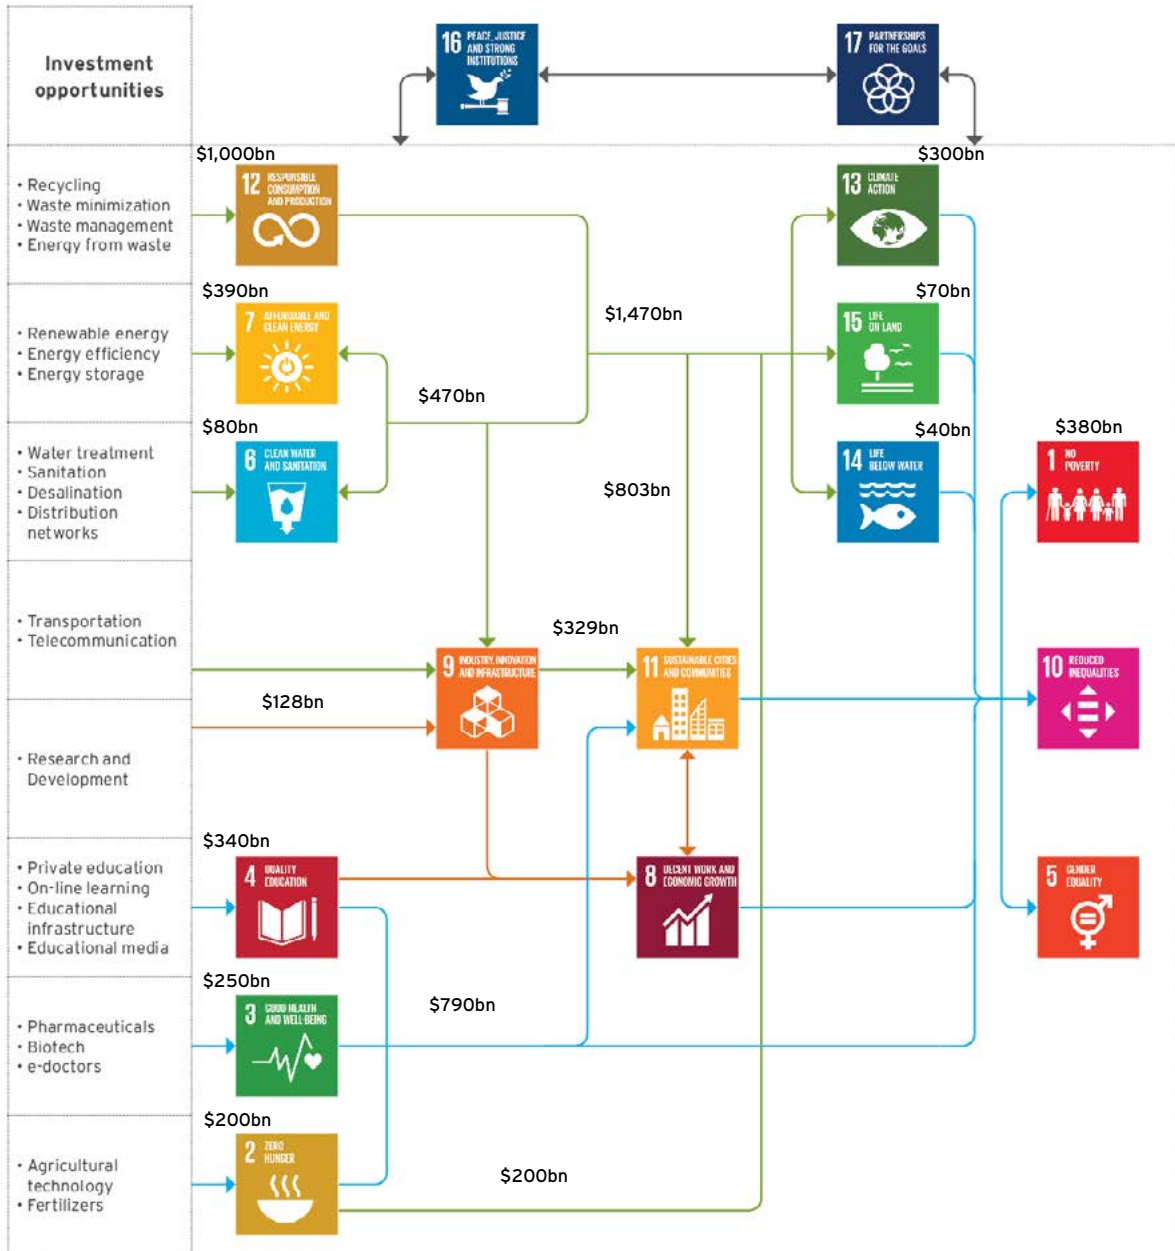 Investment
opportunities
16 PEACE, JUSTICE
AND STRONG
INSTITUTIONS
17 PARTNERSHIPS
FOR THE GOALS
$1,000bn
$300bn
• Recycling
• Waste minimization
• Waste management
• Energy from waste
12 RESPONSIBLE
CONSUMPTION
AND PRODUCTION
13 CLIMATE
ACTION
$390bn
$70bn
$1,470bn
• Renewable energy
• Energy efficiency
• Energy storage
7 AFFORDABLE AND
CLEAN ENERGY
15 LIFE
ON LAND
$470bn
$80bn
$40bn
$380bn
• Water treatment
• Sanitation
• Desalination
• Distribution
networks
6 CLEAN WATER
AND SANITATION
14 LIFE
BELOW WATER
1 NO
POVERTY
$803bn
• Transportation
• Telecommunication
$329bn
9 INDUSTRY, INNOVATION
AND INFRASTRUCTURE
11 SUSTAINABLE CITIES
AND COMMUNITIES
10 REDUCED
INEQUALITIES
$128bn
• Research and
Development
$340bn
• Private education
• On-line learning
• Educational
infrastructure
• Educational media
4 QUALITY
EDUCATION
8 DECENT WORK AND
ECONOMIC GROWTH
5 GENDER
EQUALITY
$250bn
$790bn
• Pharmaceuticals
• Biotech
• e-doctors
3 GOOD HEALTH
AND WELL-BEING
$200bn
• Agricultural
technology
• Fertilizers
2 ZERO
HUNGER
$200bn